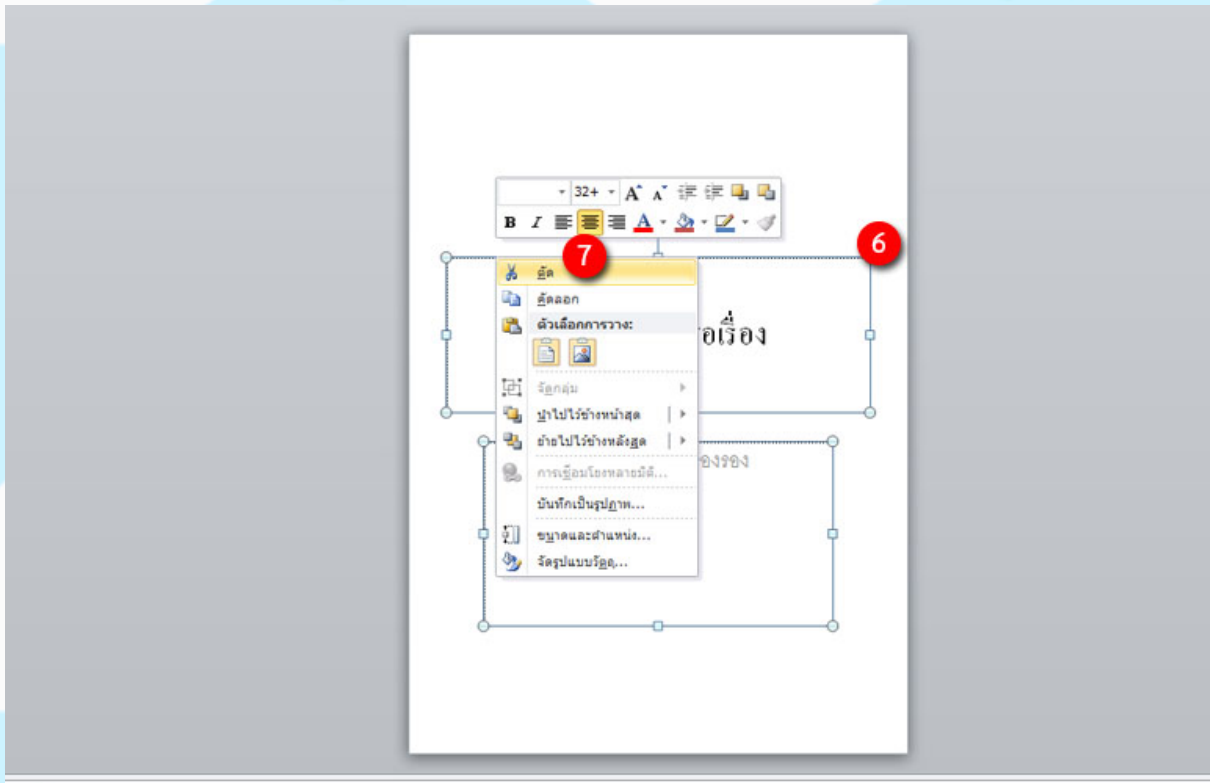 32+ A A
B I A
6
7
ตัด
คัดลอก
ตัวเลือกการวาง:
อเรื่อง
จัดกลุ่ม
นำไปไว้ข้างหน้าสุด
ย้ายไปไว้ข้างหลังสุด
องรอง
การเชื่อมโยงหลายมิติ...
บันทึกเป็นรูปภาพ...
ขนาดและตำแหน่ง...
จัดรูปแบบวัตถุ...